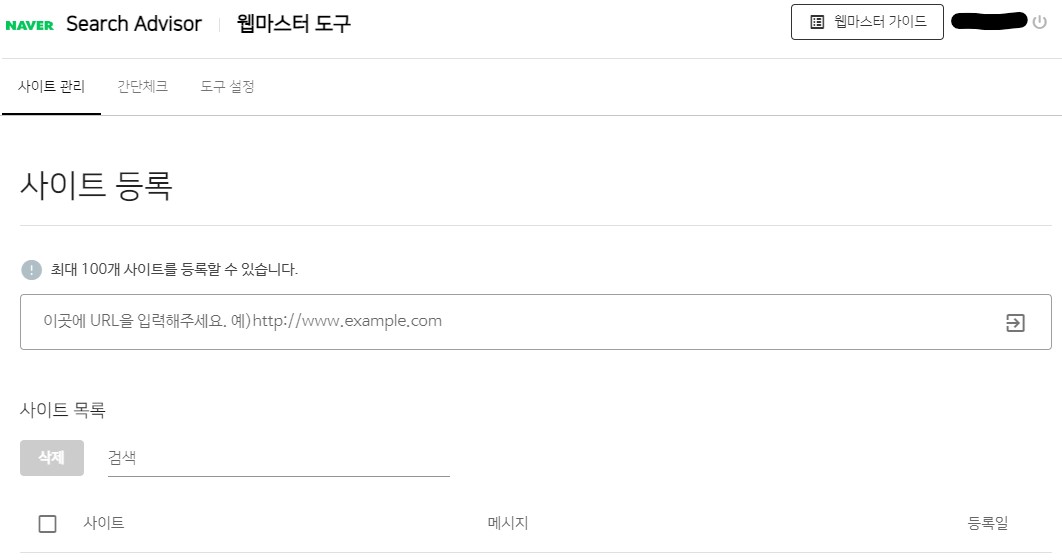 NAVER Search Advisor 웹마스터 도구 웹마스터 가이드
사이트 관리 간단체크 도구 설정
사이트 등록
! 최대 100개 사이트를 등록할 수 있습니다.
이곳에 URL을 입력해주세요. 예)http://www.example.com
사이트 목록
삭제 검색
사이트 메시지 등록일